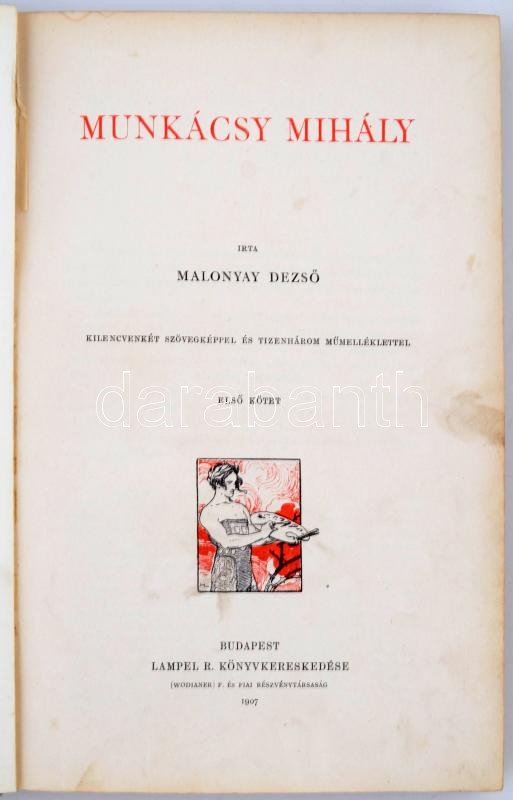 MUNKÁCSY MIHÁLY
IRTA
MALONYAY DEZSŐ
KILENCVENKÉT SZÖVEGKÉPPEL ÉS TIZENHÁROM MŰMELLÉKLETTEL
darabanth
ELSŐ KÖTET
BUDAPEST
LAMPEL R. KÖNYVKERESKEDÉSE
(WODIANER) F. ÉS FIAI RÉSZVÉNYTÁRSASÁG
1907